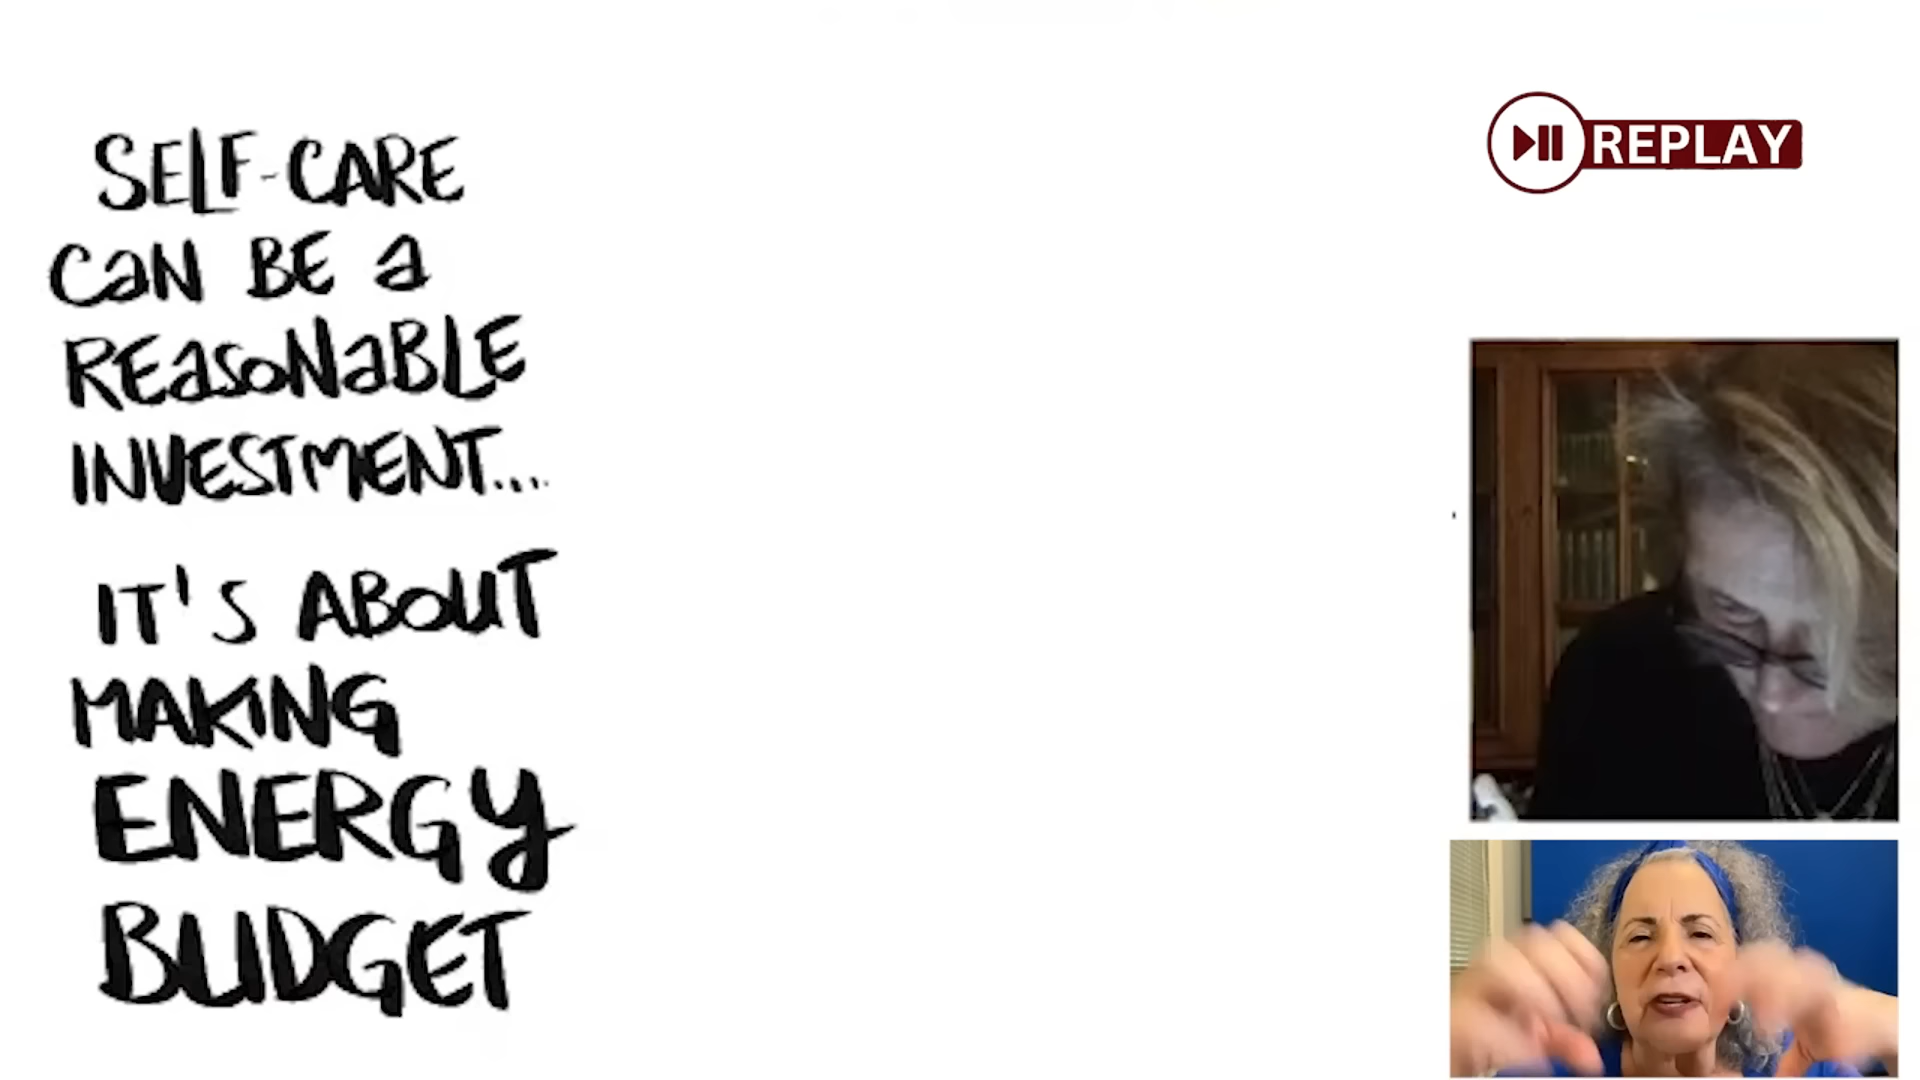 SELF-CARE
CAN BE A
REASONABLE
INVESTMENT...
IT'S ABOUT
MAKING
ENERGY
BUDGET
REPLAY